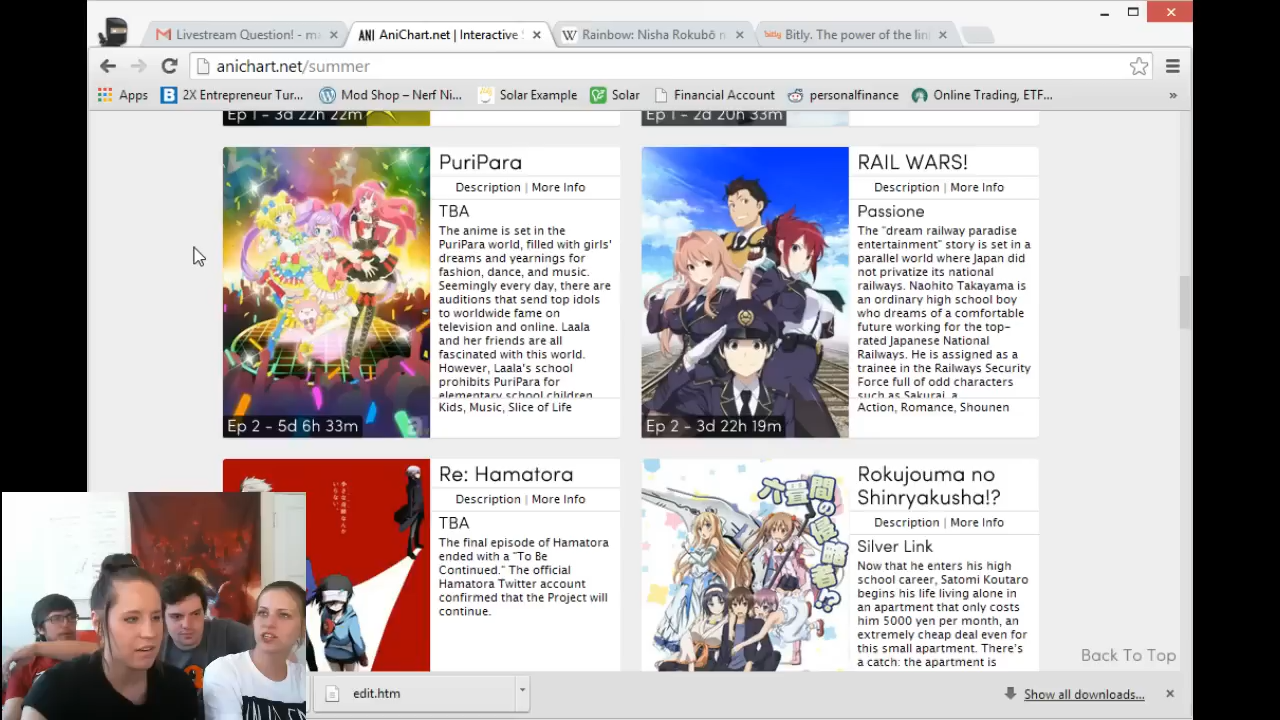 Livestream Question! - m
ANI AniChart.net | Interactive
W Rainbow: Nisha Rokubō n
bitly Bitly. The power of the lin
anichart.net/summer
Apps
B 2X Entrepreneur Tur...
Mod Shop – Nerf Ni...
Solar Example
Solar
Financial Account
personalfinance
Online Trading, ETF...
»
Ep 1 - 3d 22h 22m
Ep 1 - 2d 20h 33m
PuriPara
Description | More Info
TBA
The anime is set in the
PuriPara world, filled with girls'
dreams and yearnings for
fashion, dance, and music.
Seemingly every day, there are
auditions that send top idols
to worldwide fame on
television and online. Laala
and her friends are all
fascinated with this world.
However, Laala's school
prohibits PuriPara for
elementary school children
Kids, Music, Slice of Life
Ep 2 - 5d 6h 33m
RAIL WARS!
Description | More Info
Passione
The "dream railway paradise
entertainment" story is set in a
parallel world where Japan did
not privatize its national
railways. Naohito Takayama is
an ordinary high school boy
who dreams of a comfortable
future working for the top-
rated Japanese National
Railways. He is assigned as a
trainee in the Railways Security
Force full of odd characters
such as Sakurai, a
Action, Romance, Shounen
Ep 2 - 3d 22h 19m
Re: Hamatora
Description | More Info
TBA
The final episode of Hamatora
ended with a "To Be
Continued." The official
Hamatora Twitter account
confirmed that the Project will
continue.
Rokujouma no
Shinryakusha!?
Description | More Info
Silver Link
Now that he enters his high
school career, Satomi Koutaro
begins his life living alone in
an apartment that only costs
him 5000 yen per month, an
extremely cheap deal even for
this small apartment. There's
a catch: the apartment is
六畳間の侵略者!?
Back To Top
edit.htm
Show all downloads...